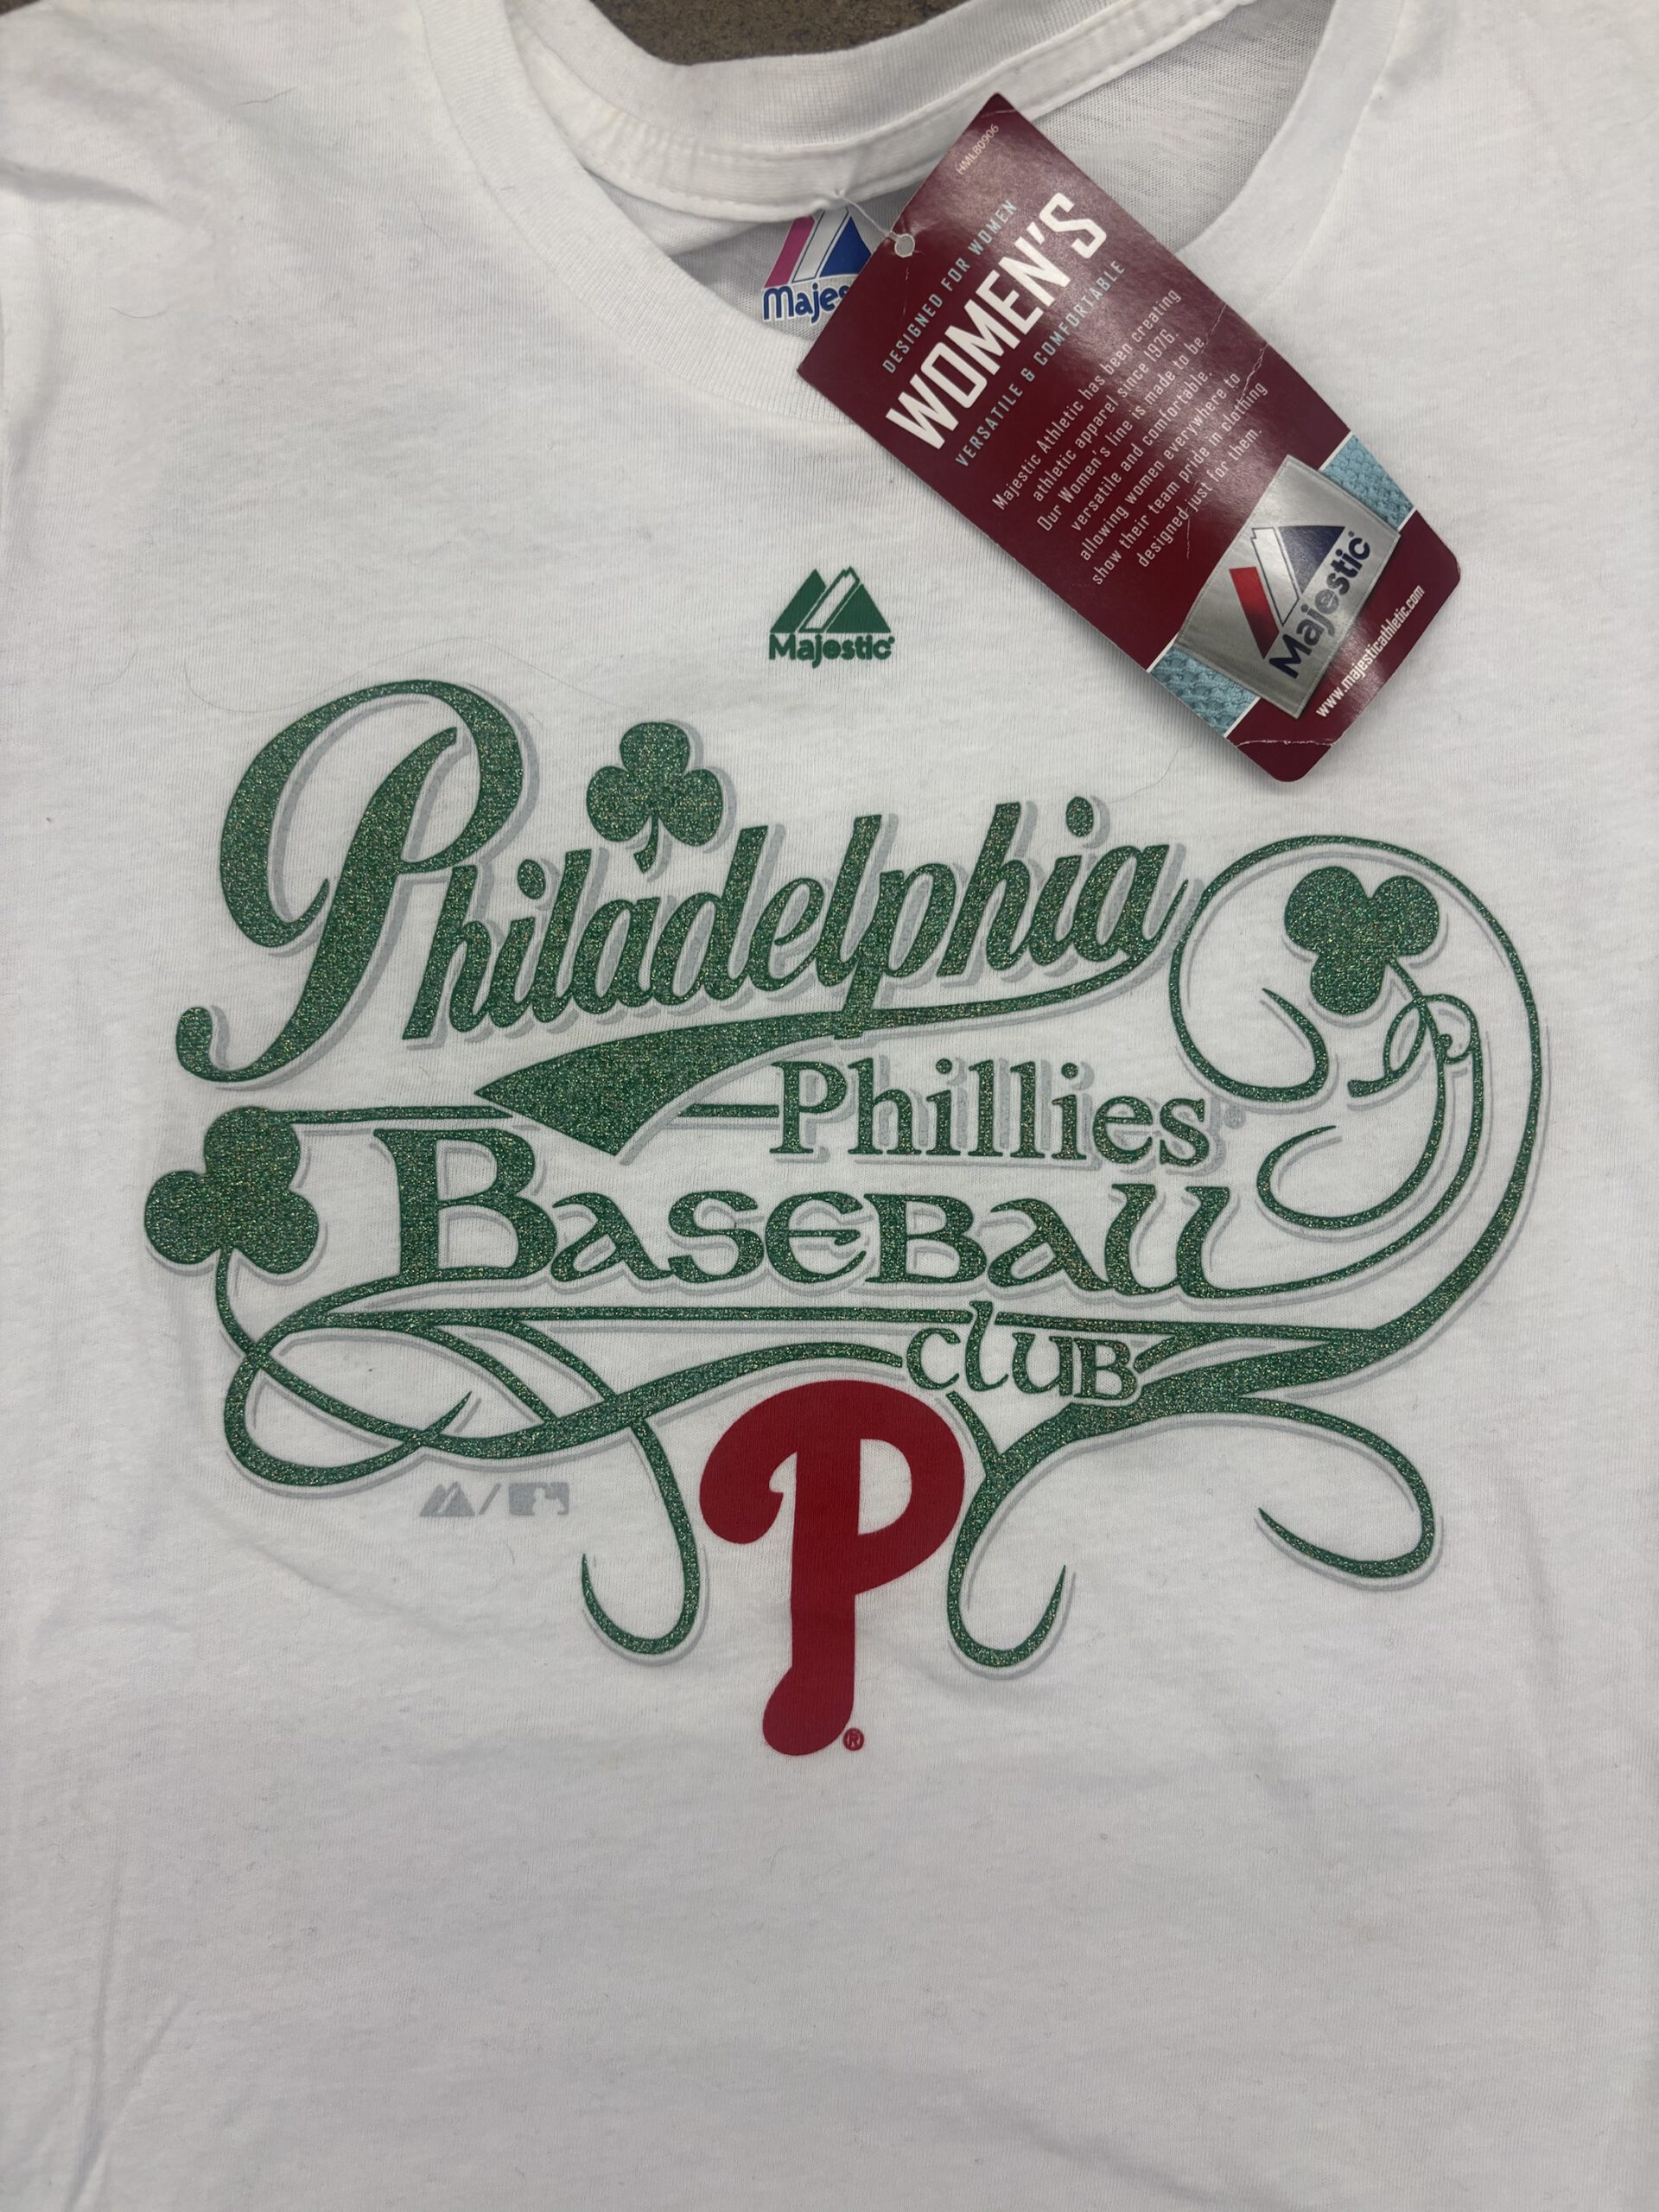 HMLB0906
DESIGNED FOR WOMEN
WOMEN'S
VERSATILE & COMFORTABLE
Majestic Athletic has been creating
athletic apparel since 1976.
Our Women's line is made to be
versatile and comfortable,
allowing women everywhere to
show their team pride in clothing
designed just for them.
Majestic
www.majesticathletic.com
Majes
Majestic
Philadelphia
Phillies®
Baseball
Club
P®